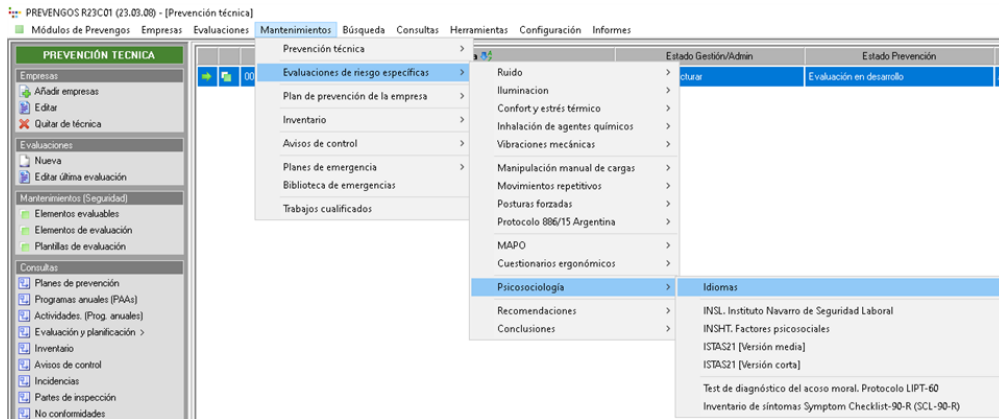 PREVENGOS R23C01 (23.03.08) - [Prevención técnica]
Módulos de Prevengos Empresas Evaluaciones Mantenimientos Búsqueda Consultas Herramientas Configuración Informes
PREVENCIÓN TECNICA
Empresas
Añadir empresas
Editar
Quitar de técnica
Evaluaciones
Nueva
Editar última evaluación
Mantenimientos (Seguridad)
Elementos evaluables
Elementos de evaluación
Plantillas de evaluación
Consultas
Planes de prevención
Programas anuales (PAAs)
Actividades. (Prog. anuales)
Evaluación y planificación >
Inventario
Avisos de control
Incidencias
Partes de inspección
No conformidades
Prevención técnica >
Evaluaciones de riesgo específicas >
Plan de prevención de la empresa >
Inventario >
Avisos de control >
Planes de emergencia >
Biblioteca de emergencias
Trabajos cualificados
a
Estado Gestión/Admin
Estado Prevención
00
cturar
Evaluación en desarrollo
Ruido >
Iluminacion >
Confort y estrés térmico >
Inhalación de agentes químicos >
Vibraciones mecánicas >
Manipulación manual de cargas >
Movimientos repetitivos >
Posturas forzadas >
Protocolo 886/15 Argentina >
MAPO >
Cuestionarios ergonómicos >
Psicosociología >
Recomendaciones >
Conclusiones >
Idiomas
INSL. Instituto Navarro de Seguridad Laboral
INSHT. Factores psicosociales
ISTAS21 [Versión media]
ISTAS21 [Versión corta]
Test de diagnóstico del acoso moral. Protocolo LIPT-60
Inventario de síntomas Symptom Checklist-90-R (SCL-90-R)